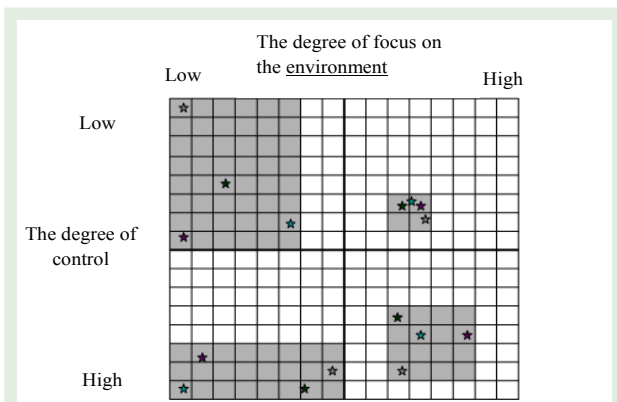 The degree of focus on
the environment
Low
High
Low
The degree of
control
High